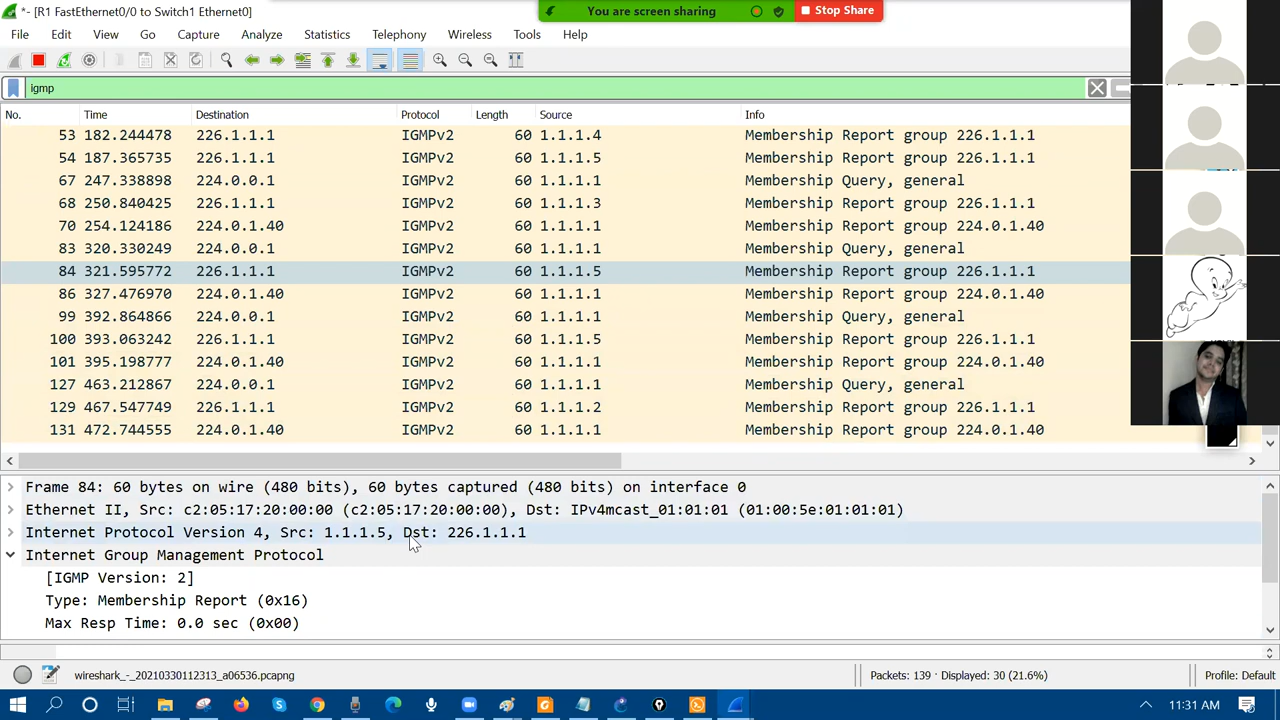 *- [R1 FastEthernet0/0 to Switch1 Ethernet0]
You are screen sharing
Stop Share
File Edit View Go Capture Analyze Statistics Telephony Wireless Tools Help
igmp
No. Time Destination Protocol Length Source Info
53 182.244478 226.1.1.1 IGMPv2 60 1.1.1.4 Membership Report group 226.1.1.1
54 187.365735 226.1.1.1 IGMPv2 60 1.1.1.5 Membership Report group 226.1.1.1
67 247.338898 224.0.0.1 IGMPv2 60 1.1.1.1 Membership Query, general
68 250.840425 226.1.1.1 IGMPv2 60 1.1.1.3 Membership Report group 226.1.1.1
70 254.124186 224.0.1.40 IGMPv2 60 1.1.1.1 Membership Report group 224.0.1.40
83 320.330249 224.0.0.1 IGMPv2 60 1.1.1.1 Membership Query, general
84 321.595772 226.1.1.1 IGMPv2 60 1.1.1.5 Membership Report group 226.1.1.1
86 327.476970 224.0.1.40 IGMPv2 60 1.1.1.1 Membership Report group 224.0.1.40
99 392.864866 224.0.0.1 IGMPv2 60 1.1.1.1 Membership Query, general
100 393.063242 226.1.1.1 IGMPv2 60 1.1.1.5 Membership Report group 226.1.1.1
101 395.198777 224.0.1.40 IGMPv2 60 1.1.1.1 Membership Report group 224.0.1.40
127 463.212867 224.0.0.1 IGMPv2 60 1.1.1.1 Membership Query, general
129 467.547749 226.1.1.1 IGMPv2 60 1.1.1.2 Membership Report group 226.1.1.1
131 472.744555 224.0.1.40 IGMPv2 60 1.1.1.1 Membership Report group 224.0.1.40
Frame 84: 60 bytes on wire (480 bits), 60 bytes captured (480 bits) on interface 0
Ethernet II, Src: c2:05:17:20:00:00 (c2:05:17:20:00:00), Dst: IPv4mcast_01:01:01 (01:00:5e:01:01:01)
Internet Protocol Version 4, Src: 1.1.1.5, Dst: 226.1.1.1
Internet Group Management Protocol
[IGMP Version: 2]
Type: Membership Report (0x16)
Max Resp Time: 0.0 sec (0x00)
wireshark_-_20210330112313_a06536.pcapng
Packets: 139 · Displayed: 30 (21.6%)
Profile: Default
11:31 AM